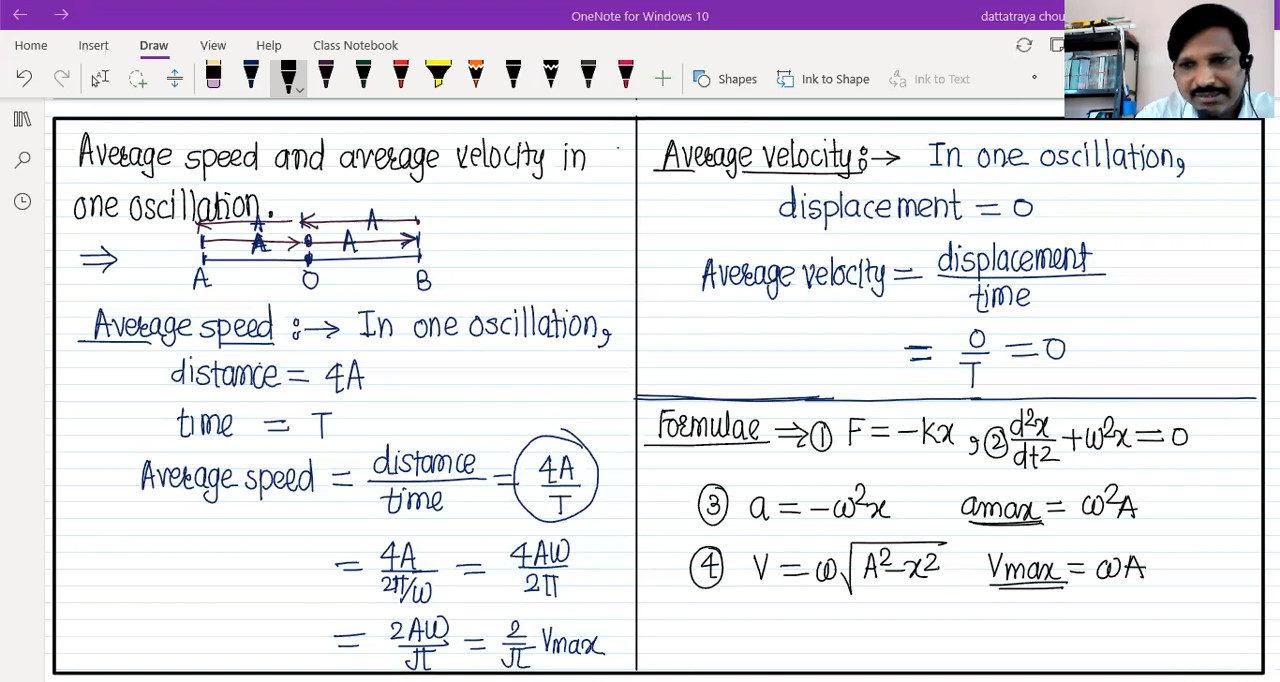 OneNote for Windows 10
dattatraya chou
Home Insert Draw View Help Class Notebook
Shapes Ink to Shape Ink to Text
Average speed and average velocity in
one oscillation.
A A
⇒ A A
A O B
Average speed :→ In one oscillation,
distance = 4A
time = T
Average speed = distance/time = 4A/T
= 4A/2π/ω = 4Aω/2π
= 2Aω/π = 2/π Vmax
Average velocity :→ In one oscillation,
displacement = 0
Average velocity = displacement/time
= 0/T = 0
Formulae ⇒ ① F = -kx , ② d²x/dt2 + ω²x = 0
③ a = -ω²x amax = ω²A
④ V = ω√A²-x² Vmax = ωA